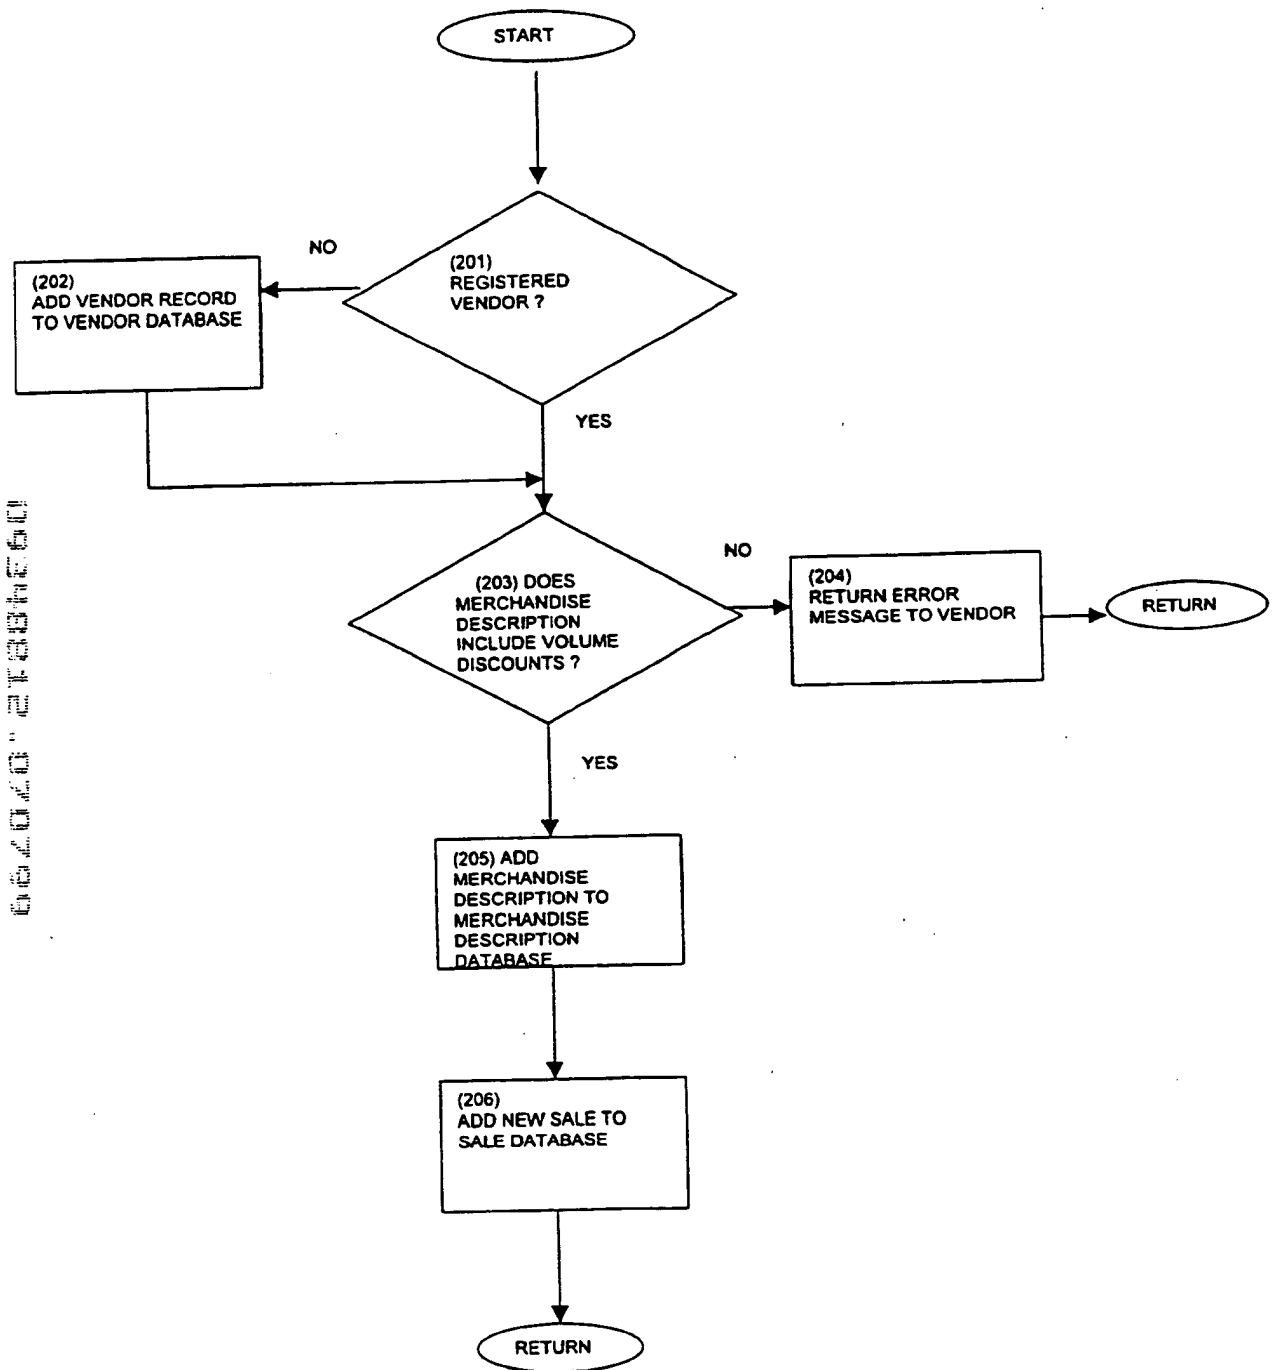 START
NO
(201)
REGISTERED
VENDOR ?
(202)
ADD VENDOR RECORD
TO VENDOR DATABASE
YES
NO
(203) DOES
MERCHANDISE
DESCRIPTION
INCLUDE VOLUME
DISCOUNTS ?
(204)
RETURN ERROR
MESSAGE TO VENDOR
RETURN
YES
(205) ADD
MERCHANDISE
DESCRIPTION TO
MERCHANDISE
DESCRIPTION
DATABASE
(206)
ADD NEW SALE TO
SALE DATABASE
RETURN